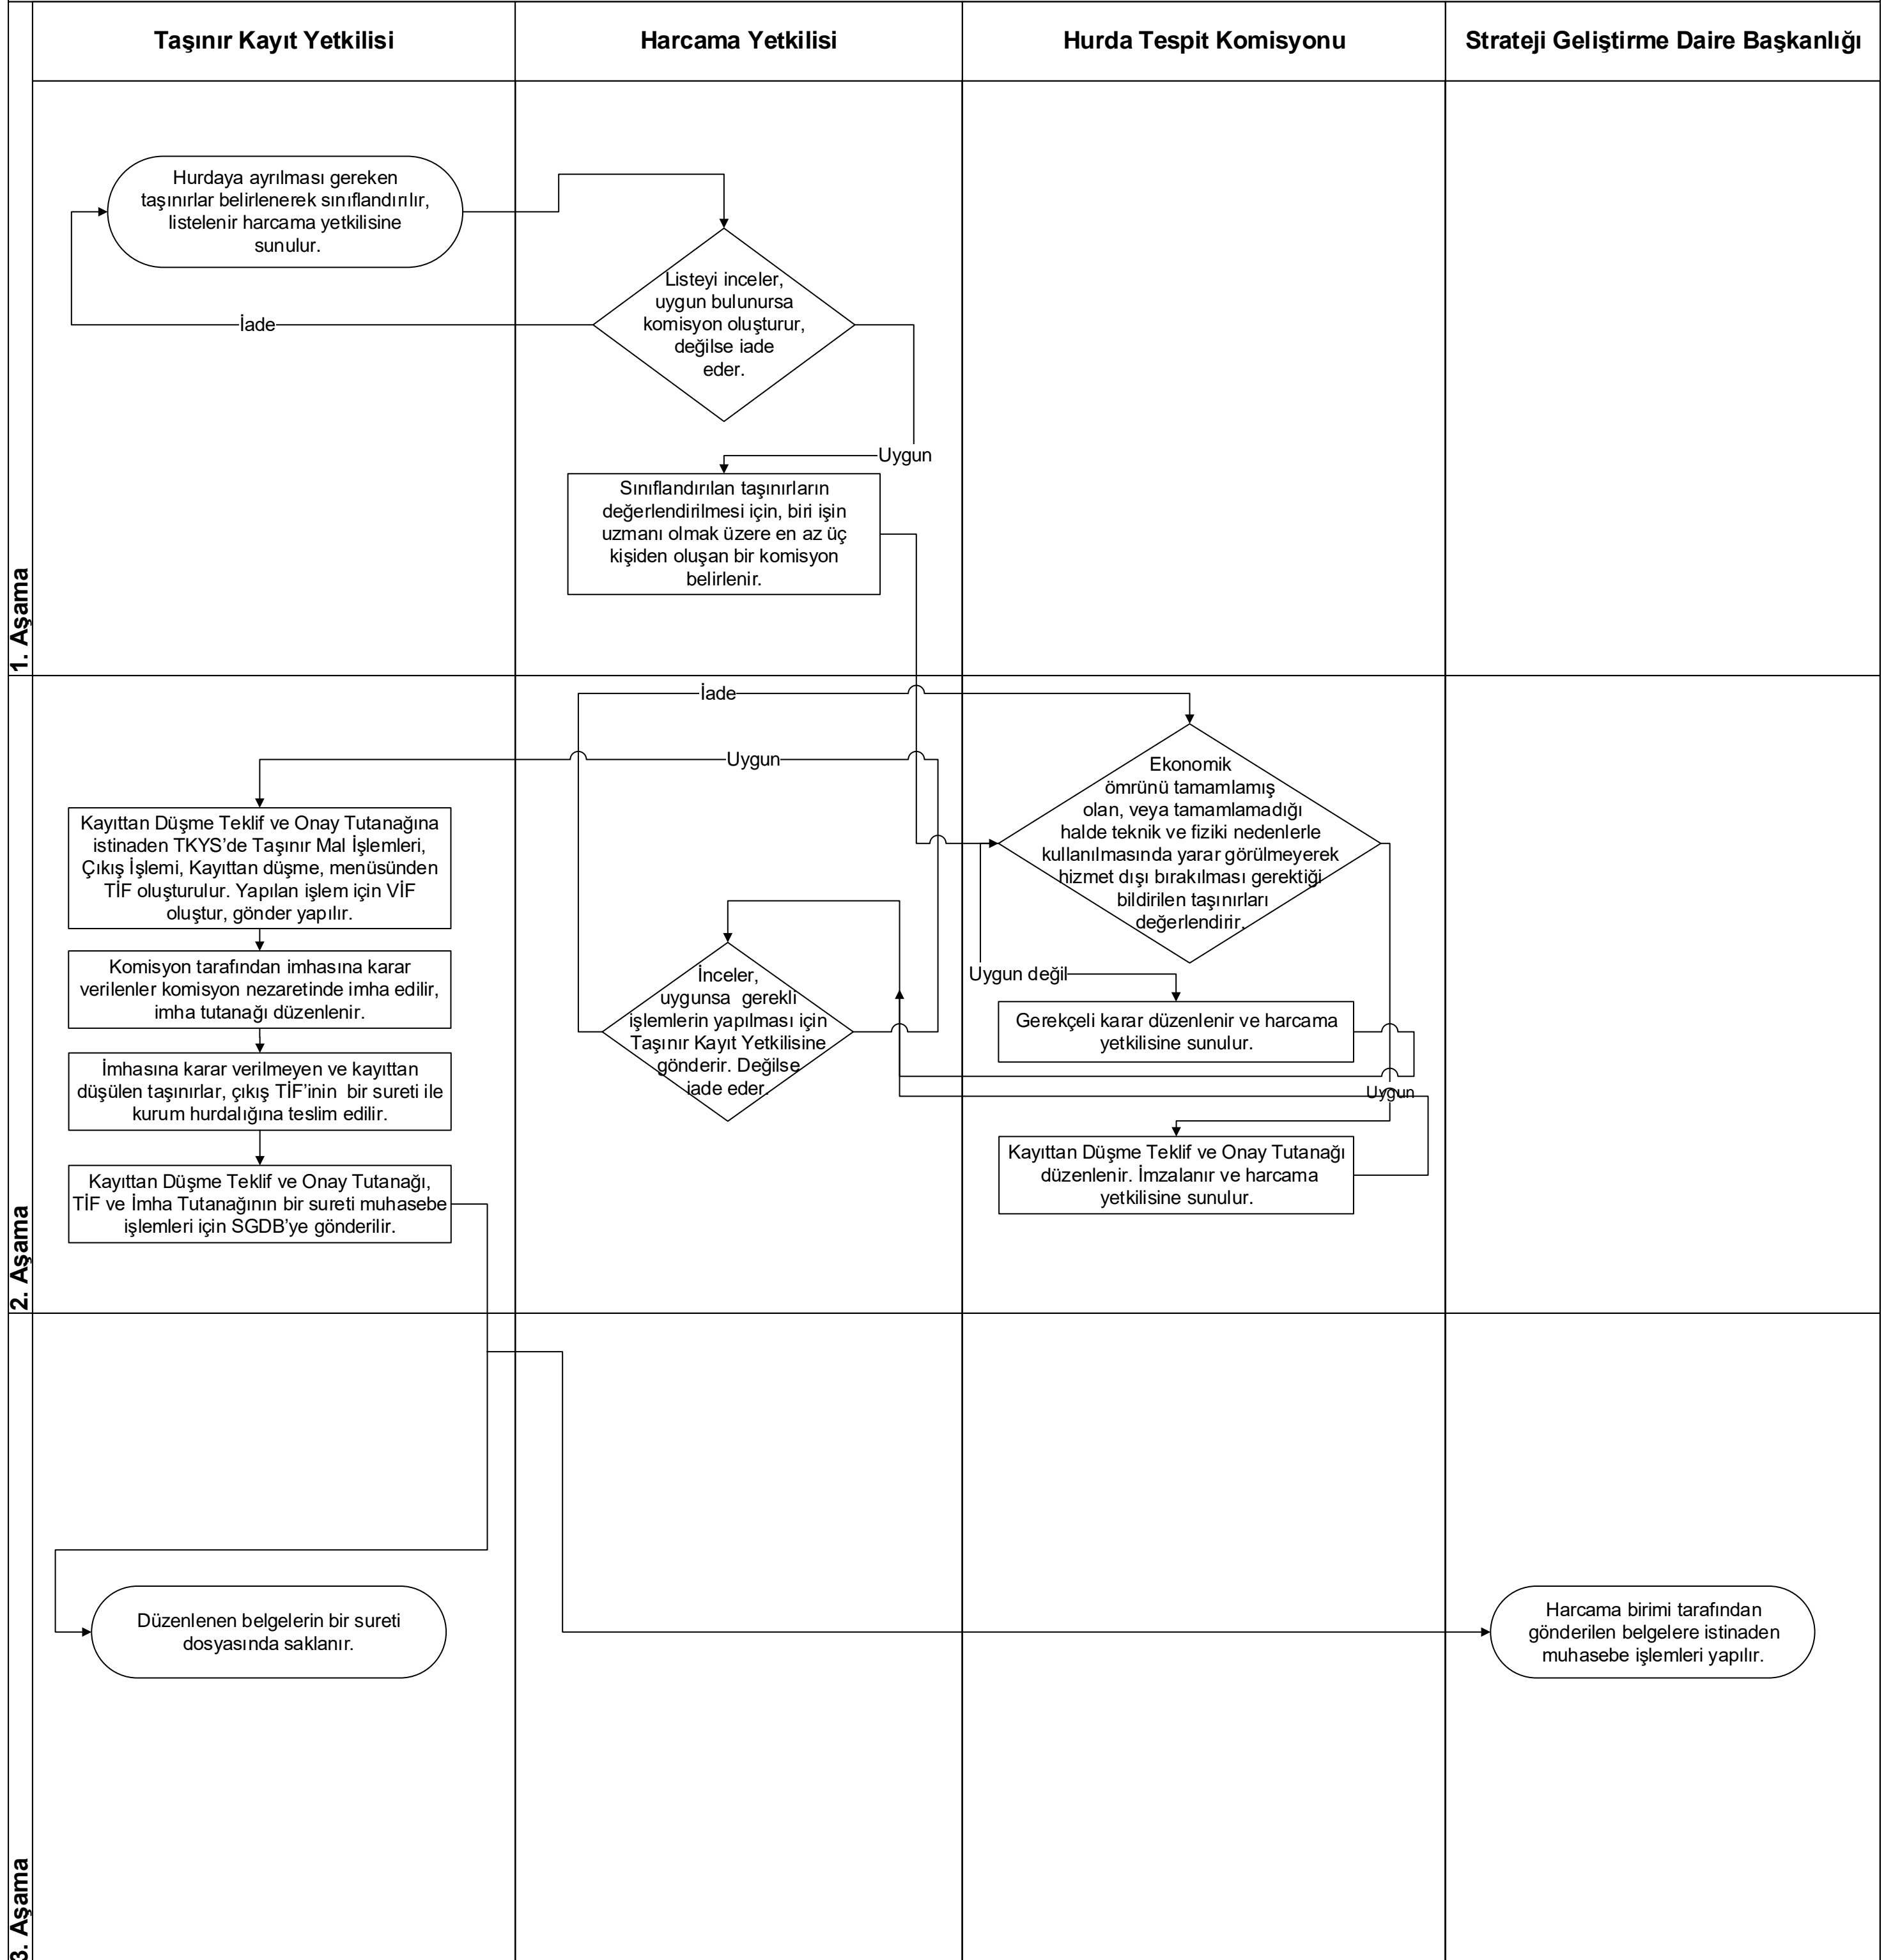 Taşınır Kayıt Yetkilisi
Harcama Yetkilisi
Hurda Tespit Komisyonu
Strateji Geliştirme Daire Başkanlığı
1. Aşama
Hurdaya ayrılması gereken
taşınırlar belirlenerek sınıflandırılır,
listelenir harcama yetkilisine
sunulur.
Listeyi inceler,
uygun bulunursa
komisyon oluşturur,
değilse iade
eder.
İade
Uygun
Sınıflandırılan taşınırların
değerlendirilmesi için, biri işin
uzmanı olmak üzere en az üç
kişiden oluşan bir komisyon
belirlenir.
2. Aşama
İade
Uygun
Ekonomik
ömrünü tamamlamış
olan, veya tamamlamadığı
halde teknik ve fiziki nedenlerle
kullanılmasında yarar görülmeyerek
hizmet dışı bırakılması gerektiği
bildirilen taşınırları
değerlendirir.
Kayıttan Düşme Teklif ve Onay Tutanağına
istinaden TKYS’de Taşınır Mal İşlemleri,
Çıkış İşlemi, Kayıttan düşme, menüsünden
TİF oluşturulur. Yapılan işlem için VİF
oluştur, gönder yapılır.
Komisyon tarafından imhasına karar
verilenler komisyon nezaretinde imha edilir,
imha tutanağı düzenlenir.
İmhasına karar verilmeyen ve kayıttan
düşülen taşınırlar, çıkış TİF’inin  bir sureti ile
kurum hurdalığına teslim edilir.
Kayıttan Düşme Teklif ve Onay Tutanağı,
TİF ve İmha Tutanağının bir sureti muhasebe
işlemleri için SGDB’ye gönderilir.
İnceler,
uygunsa  gerekli
işlemlerin yapılması için
Taşınır Kayıt Yetkilisine
gönderir. Değilse
iade eder.
Uygun değil
Gerekçeli karar düzenlenir ve harcama
yetkilisine sunulur.
Uygun
Kayıttan Düşme Teklif ve Onay Tutanağı
düzenlenir. İmzalanır ve harcama
yetkilisine sunulur.
3. Aşama
Düzenlenen belgelerin bir sureti
dosyasında saklanır.
Harcama birimi tarafından
gönderilen belgelere istinaden
muhasebe işlemleri yapılır.